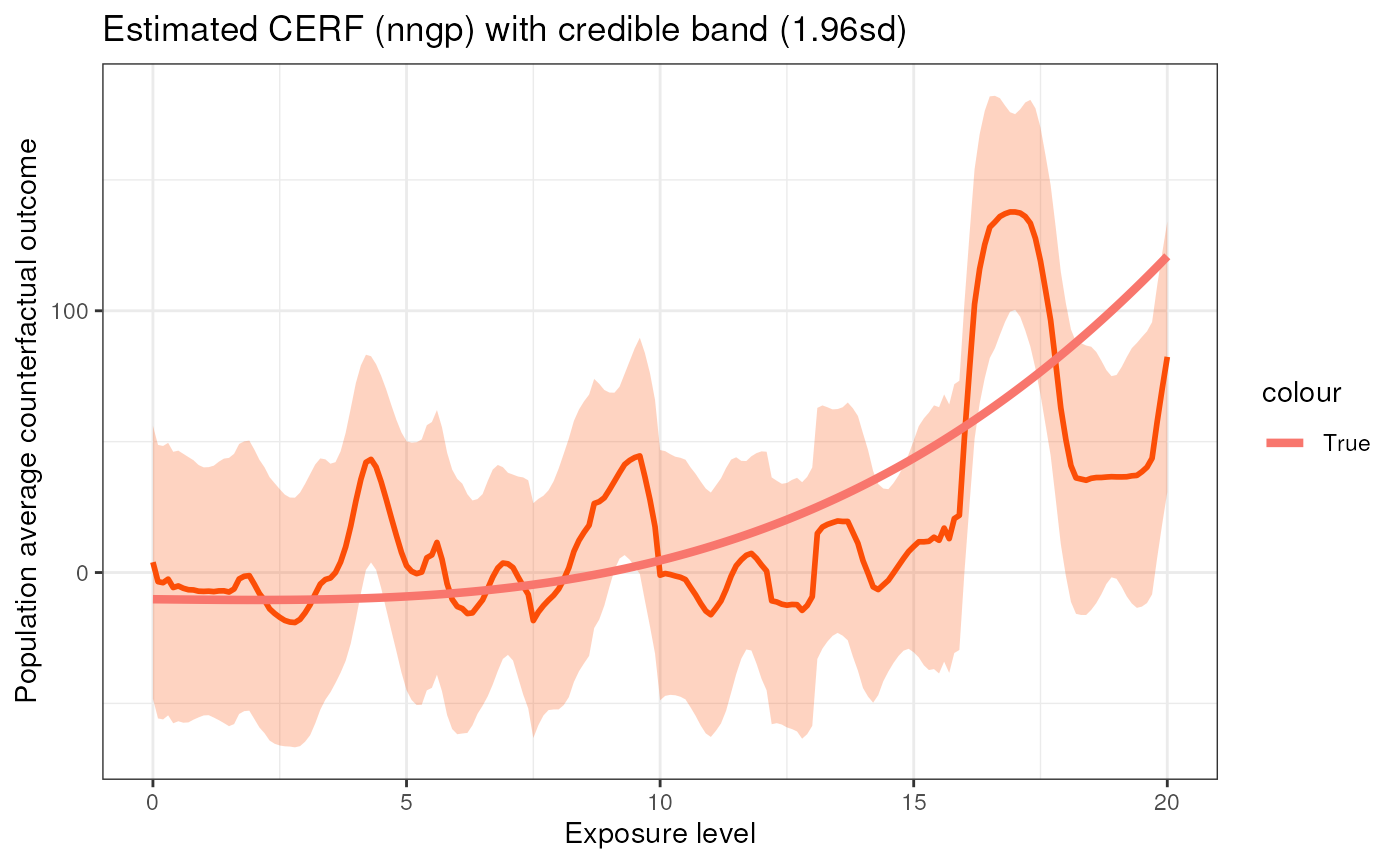 Estimated CERF (nngp) with credible band (1.96sd)
Population average counterfactual outcome
100
0
0
5
10
15
20
Exposure level
colour
True